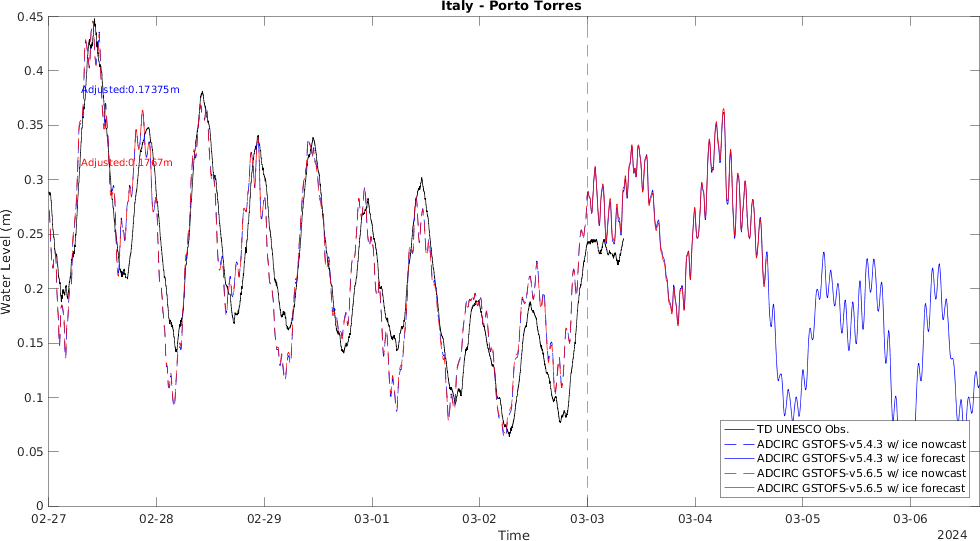 Italy - Porto Torres
0.45
0.4
0.35
0.3
0.25
0.2
0.15
0.1
0.05
0
Water Level (m)
Adjusted:0.17375m
Adjusted:0.1767m
TD UNESCO Obs.
ADCIRC GSTOFS-v5.4.3 w/ ice nowcast
ADCIRC GSTOFS-v5.4.3 w/ ice forecast
ADCIRC GSTOFS-v5.6.5 w/ ice nowcast
ADCIRC GSTOFS-v5.6.5 w/ ice forecast
02-27 02-28 02-29 03-01 03-02 03-03 03-04 03-05 03-06
Time
2024